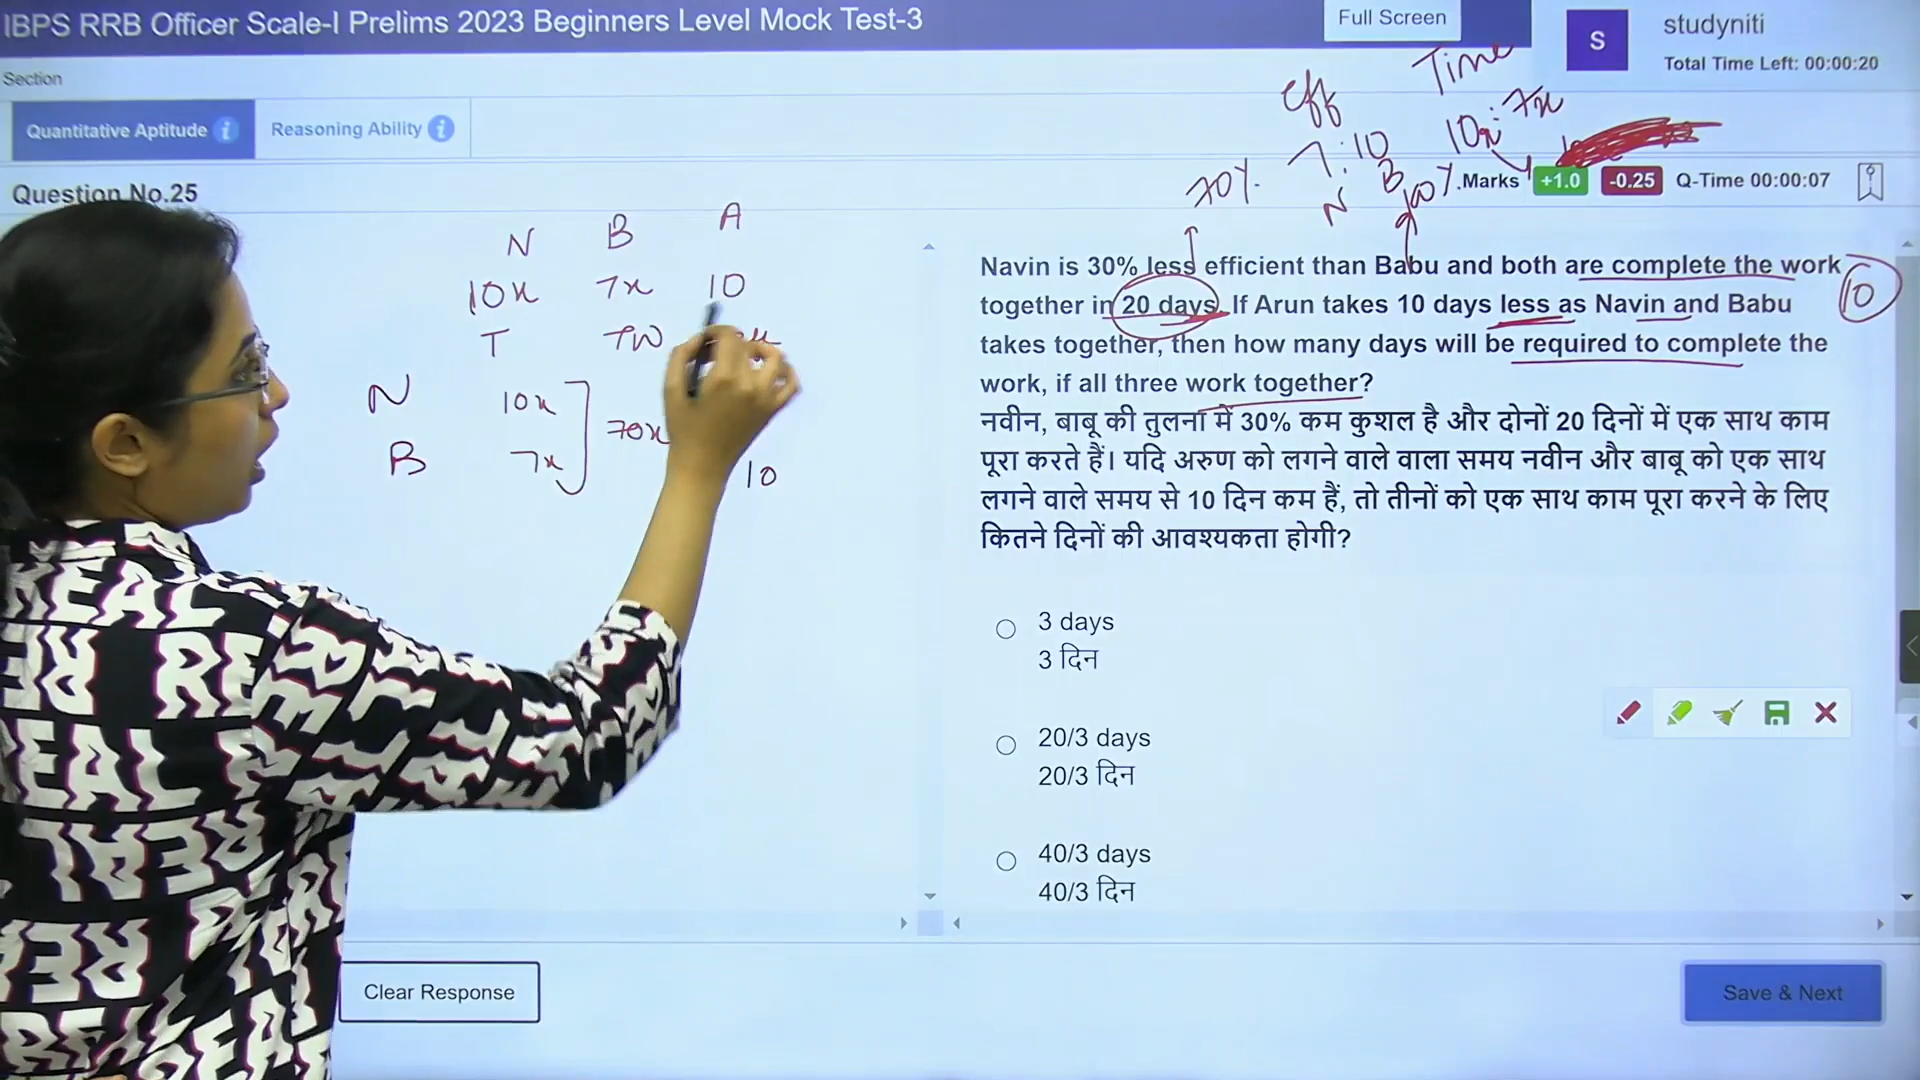 IBPS RRB Officer Scale-I Prelims 2023 Beginners Level Mock Test-3
Full Screen
S
studyniti
Total Time Left: 00:00:20
Section
Quantitative Aptitude i
Reasoning Ability i
Question No.25
Marks +1.0 -0.25 Q-Time 00:00:07
Eff
Time
7:10
10x:7x
N B
70%
100%
N B A
10x 7x 10
T TW
N 10x
B 7x
70x
10
Navin is 30% less efficient than Babu and both are complete the work
together in 20 days. If Arun takes 10 days less as Navin and Babu
takes together, then how many days will be required to complete the
work, if all three work together?
10
नवीन, बाबू की तुलना में 30% कम कुशल है और दोनों 20 दिनों में एक साथ काम
पूरा करते हैं। यदि अरुण को लगने वाले वाला समय नवीन और बाबू को एक साथ
लगने वाले समय से 10 दिन कम हैं, तो तीनों को एक साथ काम पूरा करने के लिए
कितने दिनों की आवश्यकता होगी?
3 days
3 दिन
20/3 days
20/3 दिन
40/3 days
40/3 दिन
Clear Response
Save & Next
REAL